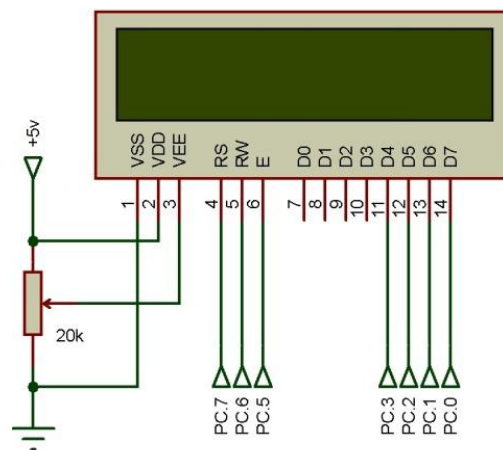 +5v
VSS
VDD
VEE
RS
RW
E
D0
D1
D2
D3
D4
D5
D6
D7
1
2
3
4
5
6
7
8
9
10
11
12
13
14
20k
PC.7
PC.6
PC.5
PC.3
PC.2
PC.1
PC.0